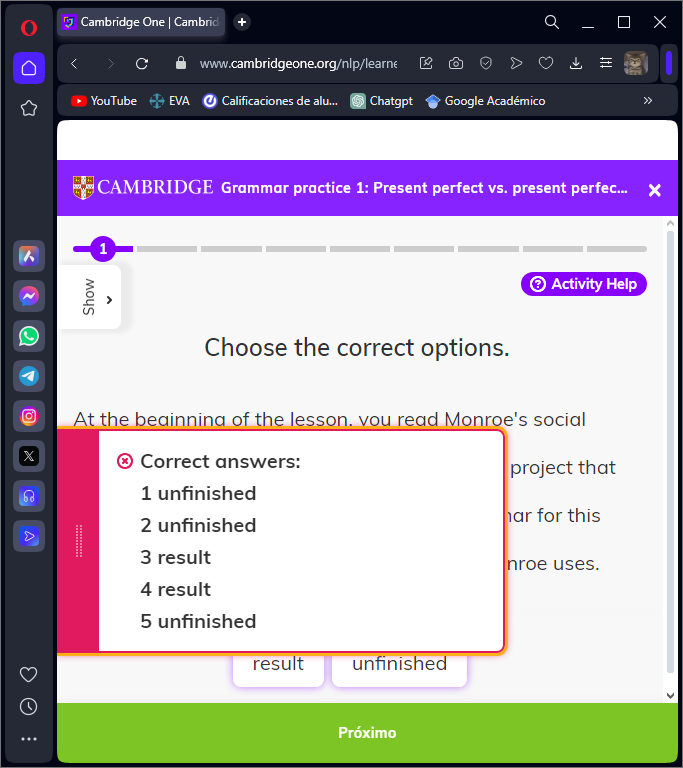 Cambridge One | Cambrid
www.cambridgeone.org/nlp/learne
YouTube
EVA
Calificaciones de alu...
Chatgpt
Google Académico
CAMBRIDGE
Grammar practice 1: Present perfect vs. present perfec...
1
Show
Activity Help
Choose the correct options.
At the beginning of the lesson, you read Monroe's social
project that
for this
uses.
Correct answers:
1 unfinished
2 unfinished
3 result
4 result
5 unfinished
result
unfinished
Próximo